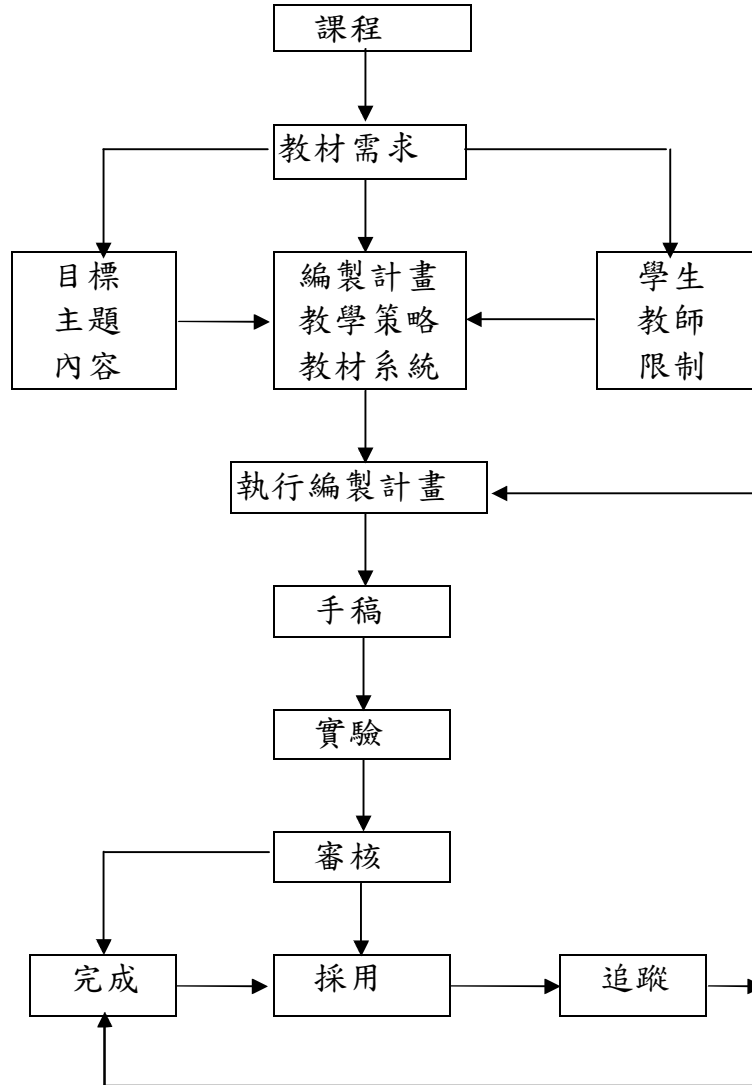 課程
教材需求
目標
主題
內容
編製計畫
教學策略
教材系統
學生
教師
限制
執行編製計畫
手稿
實驗
審核
完成
採用
追蹤